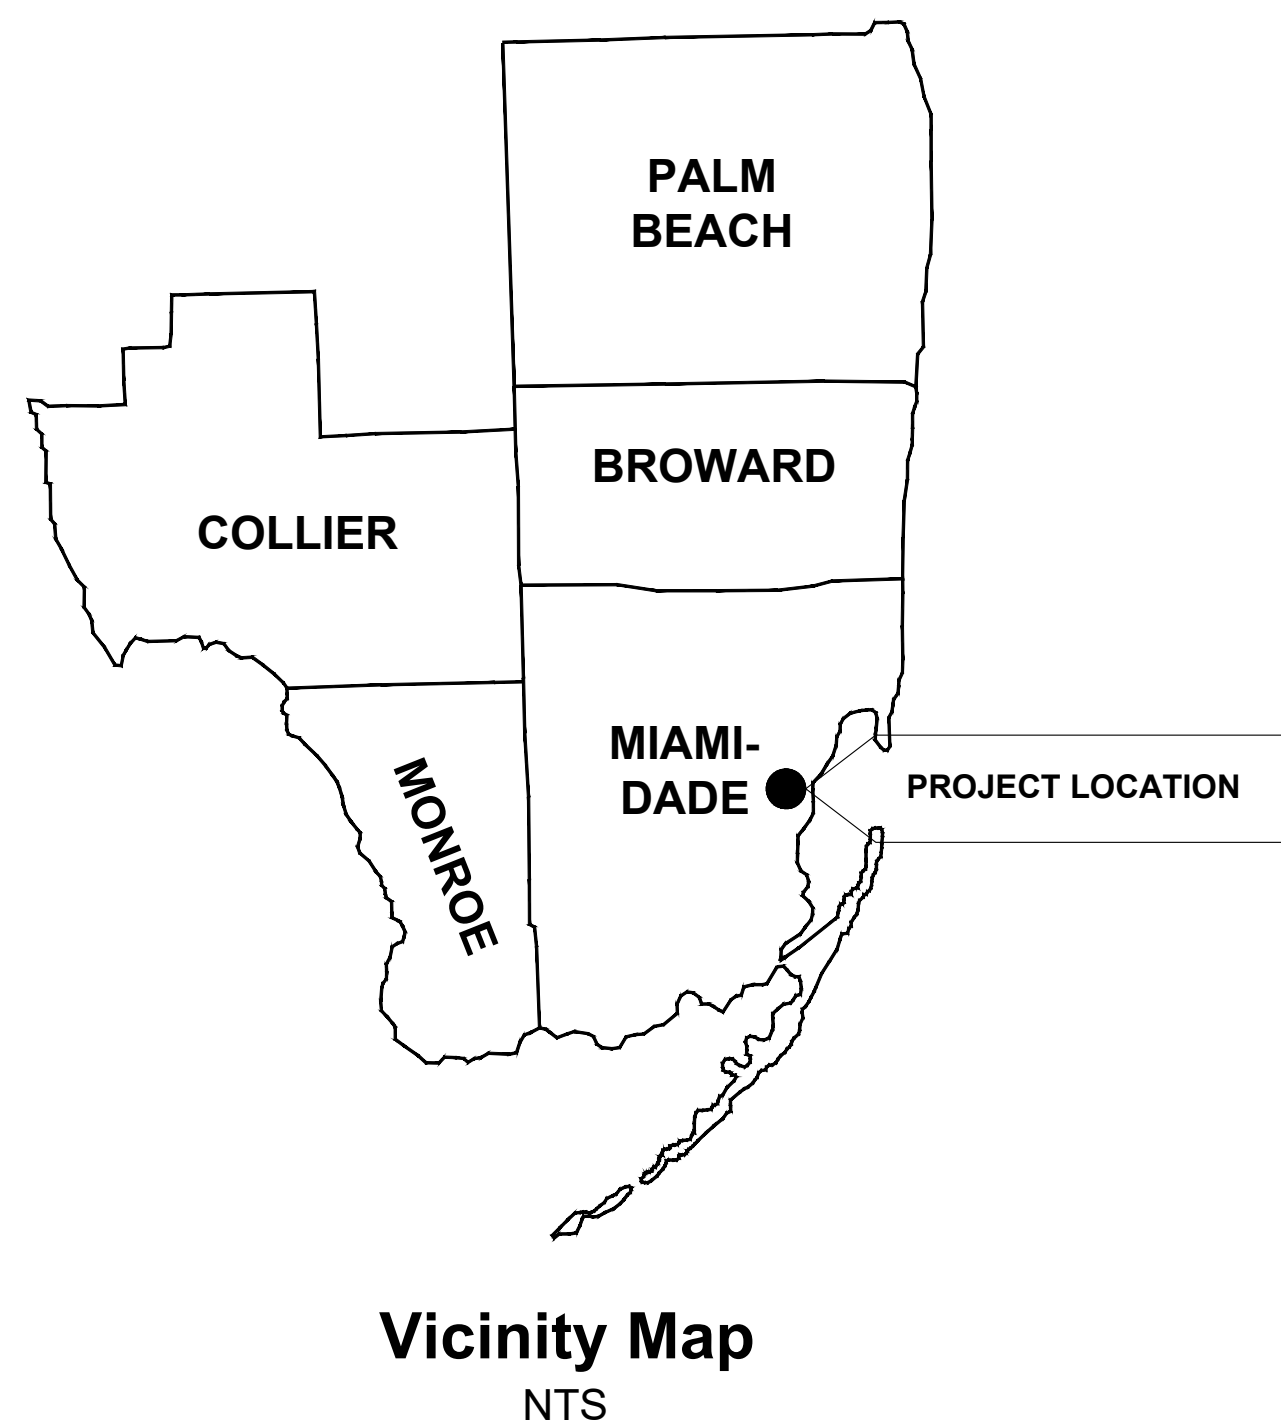 PALM
BEACH
BROWARD
COLLIER
MIAMI-
DADE
PROJECT LOCATION
MONROE
Vicinity Map
NTS